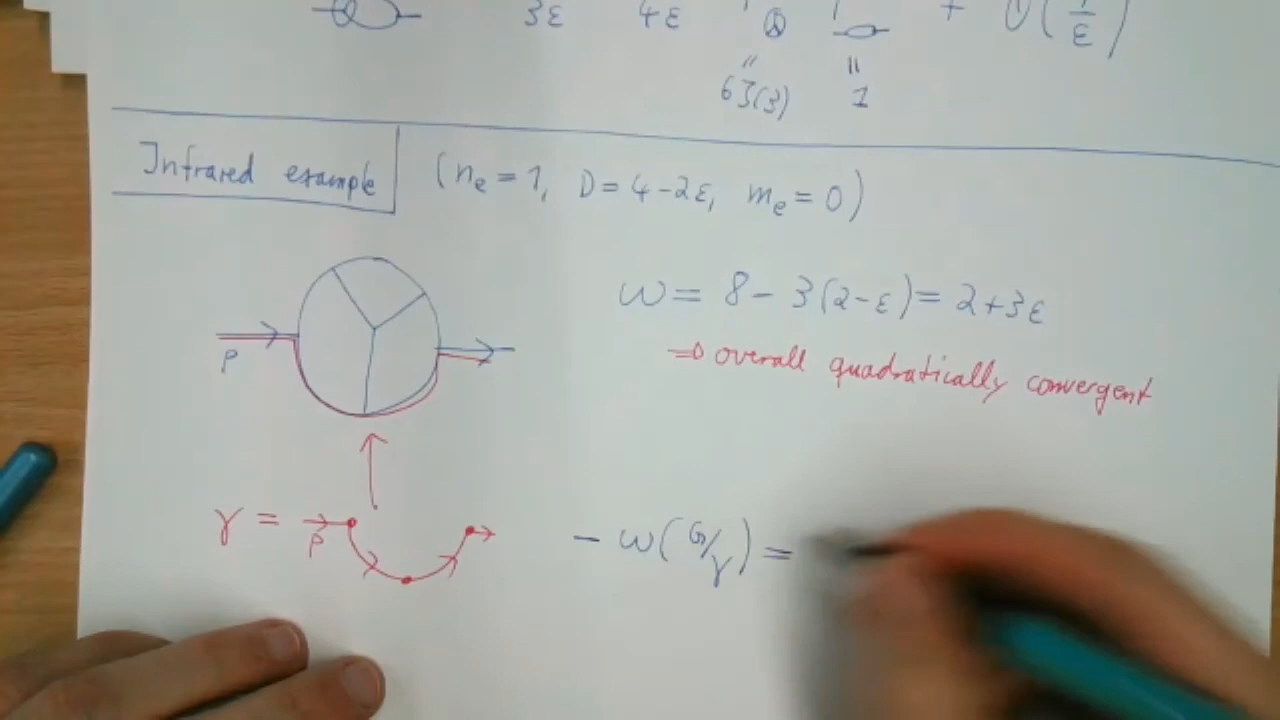 3ε 4ε + O(1/ε)
6ζ(3) 1
Infrared example (n_e = 1, D = 4 - 2ε, m_e = 0)
ω = 8 - 3(2-ε) = 2+3ε
p
⇒ overall quadratically convergent
γ = p
- ω(G/γ) =